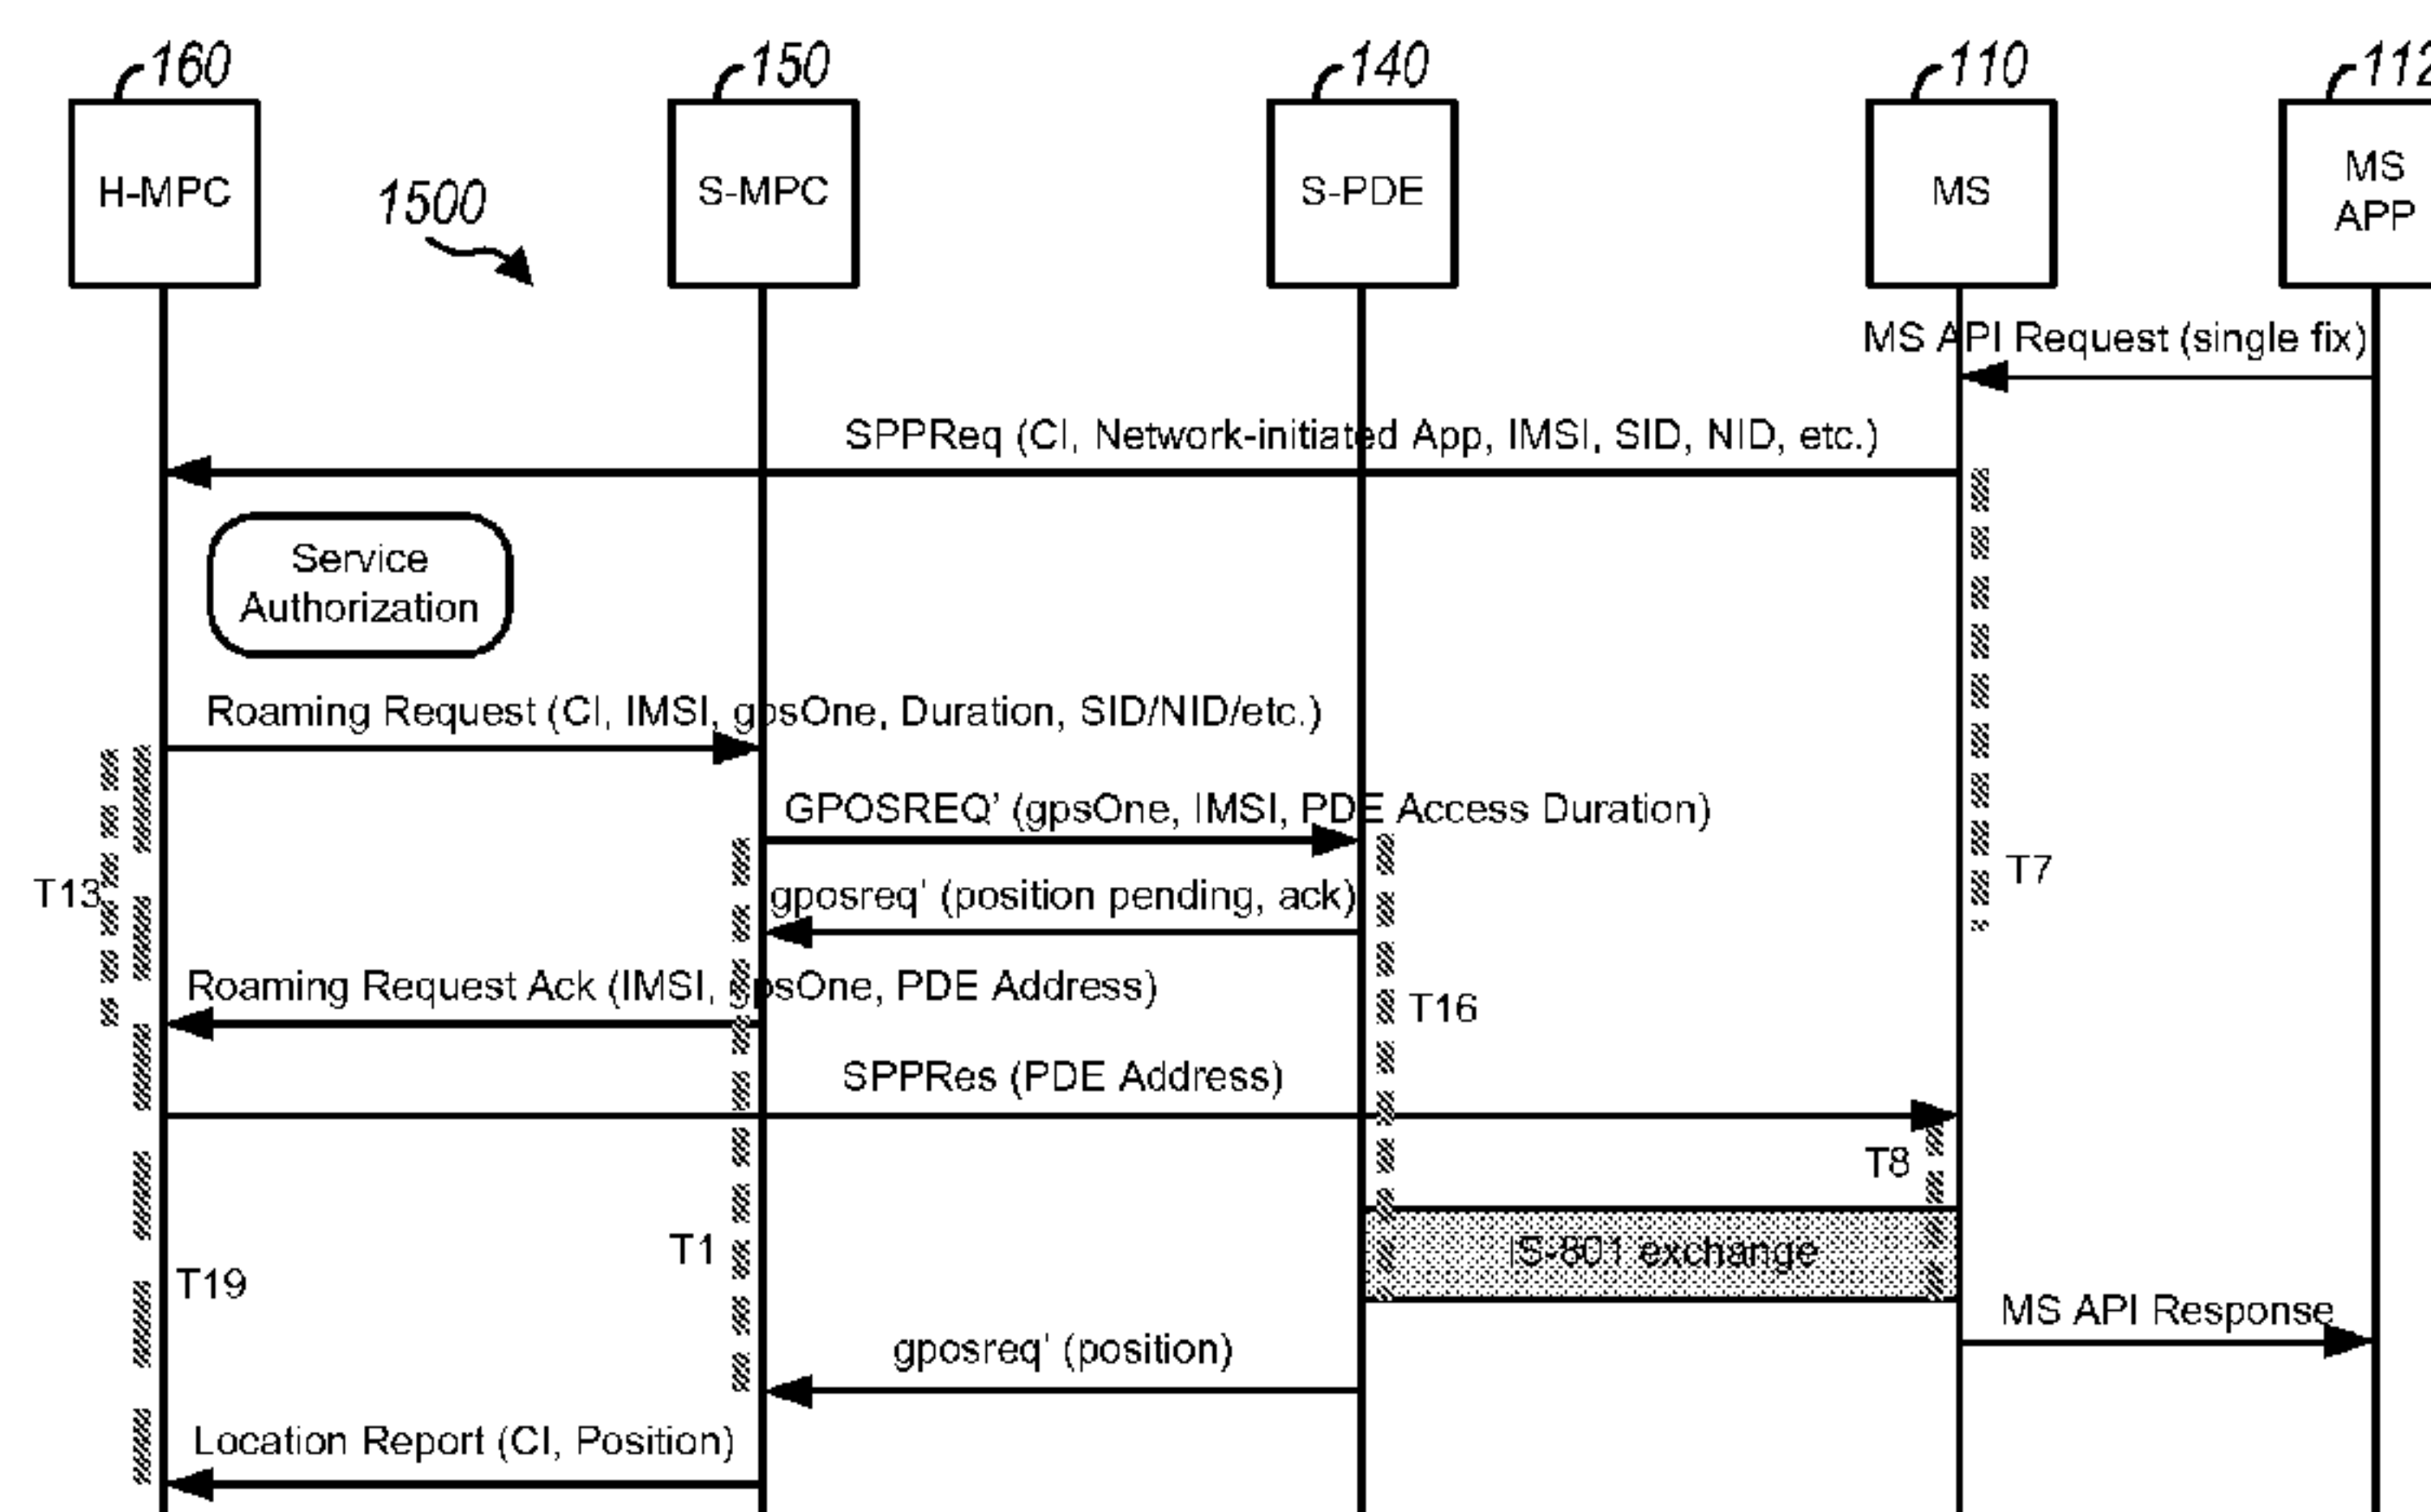 160 150 140 110 112
H-MPC S-MPC S-PDE MS MS
APP
1500
MS API Request (single fix)
SPPReq (CI, Network-initiated App, IMSI, SID, NID, etc.)
Service
Authorization
Roaming Request (CI, IMSI, gpsOne, Duration, SID/NID/etc.)
GPOSREQ' (gpsOne, IMSI, PDE Access Duration)
T13
T7
gposreq' (position pending, ack)
Roaming Request Ack (IMSI, gpsOne, PDE Address)
T16
SPPRes (PDE Address)
T8
T1
IS-801 exchange
T19
MS API Response
gposreq' (position)
Location Report (CI, Position)